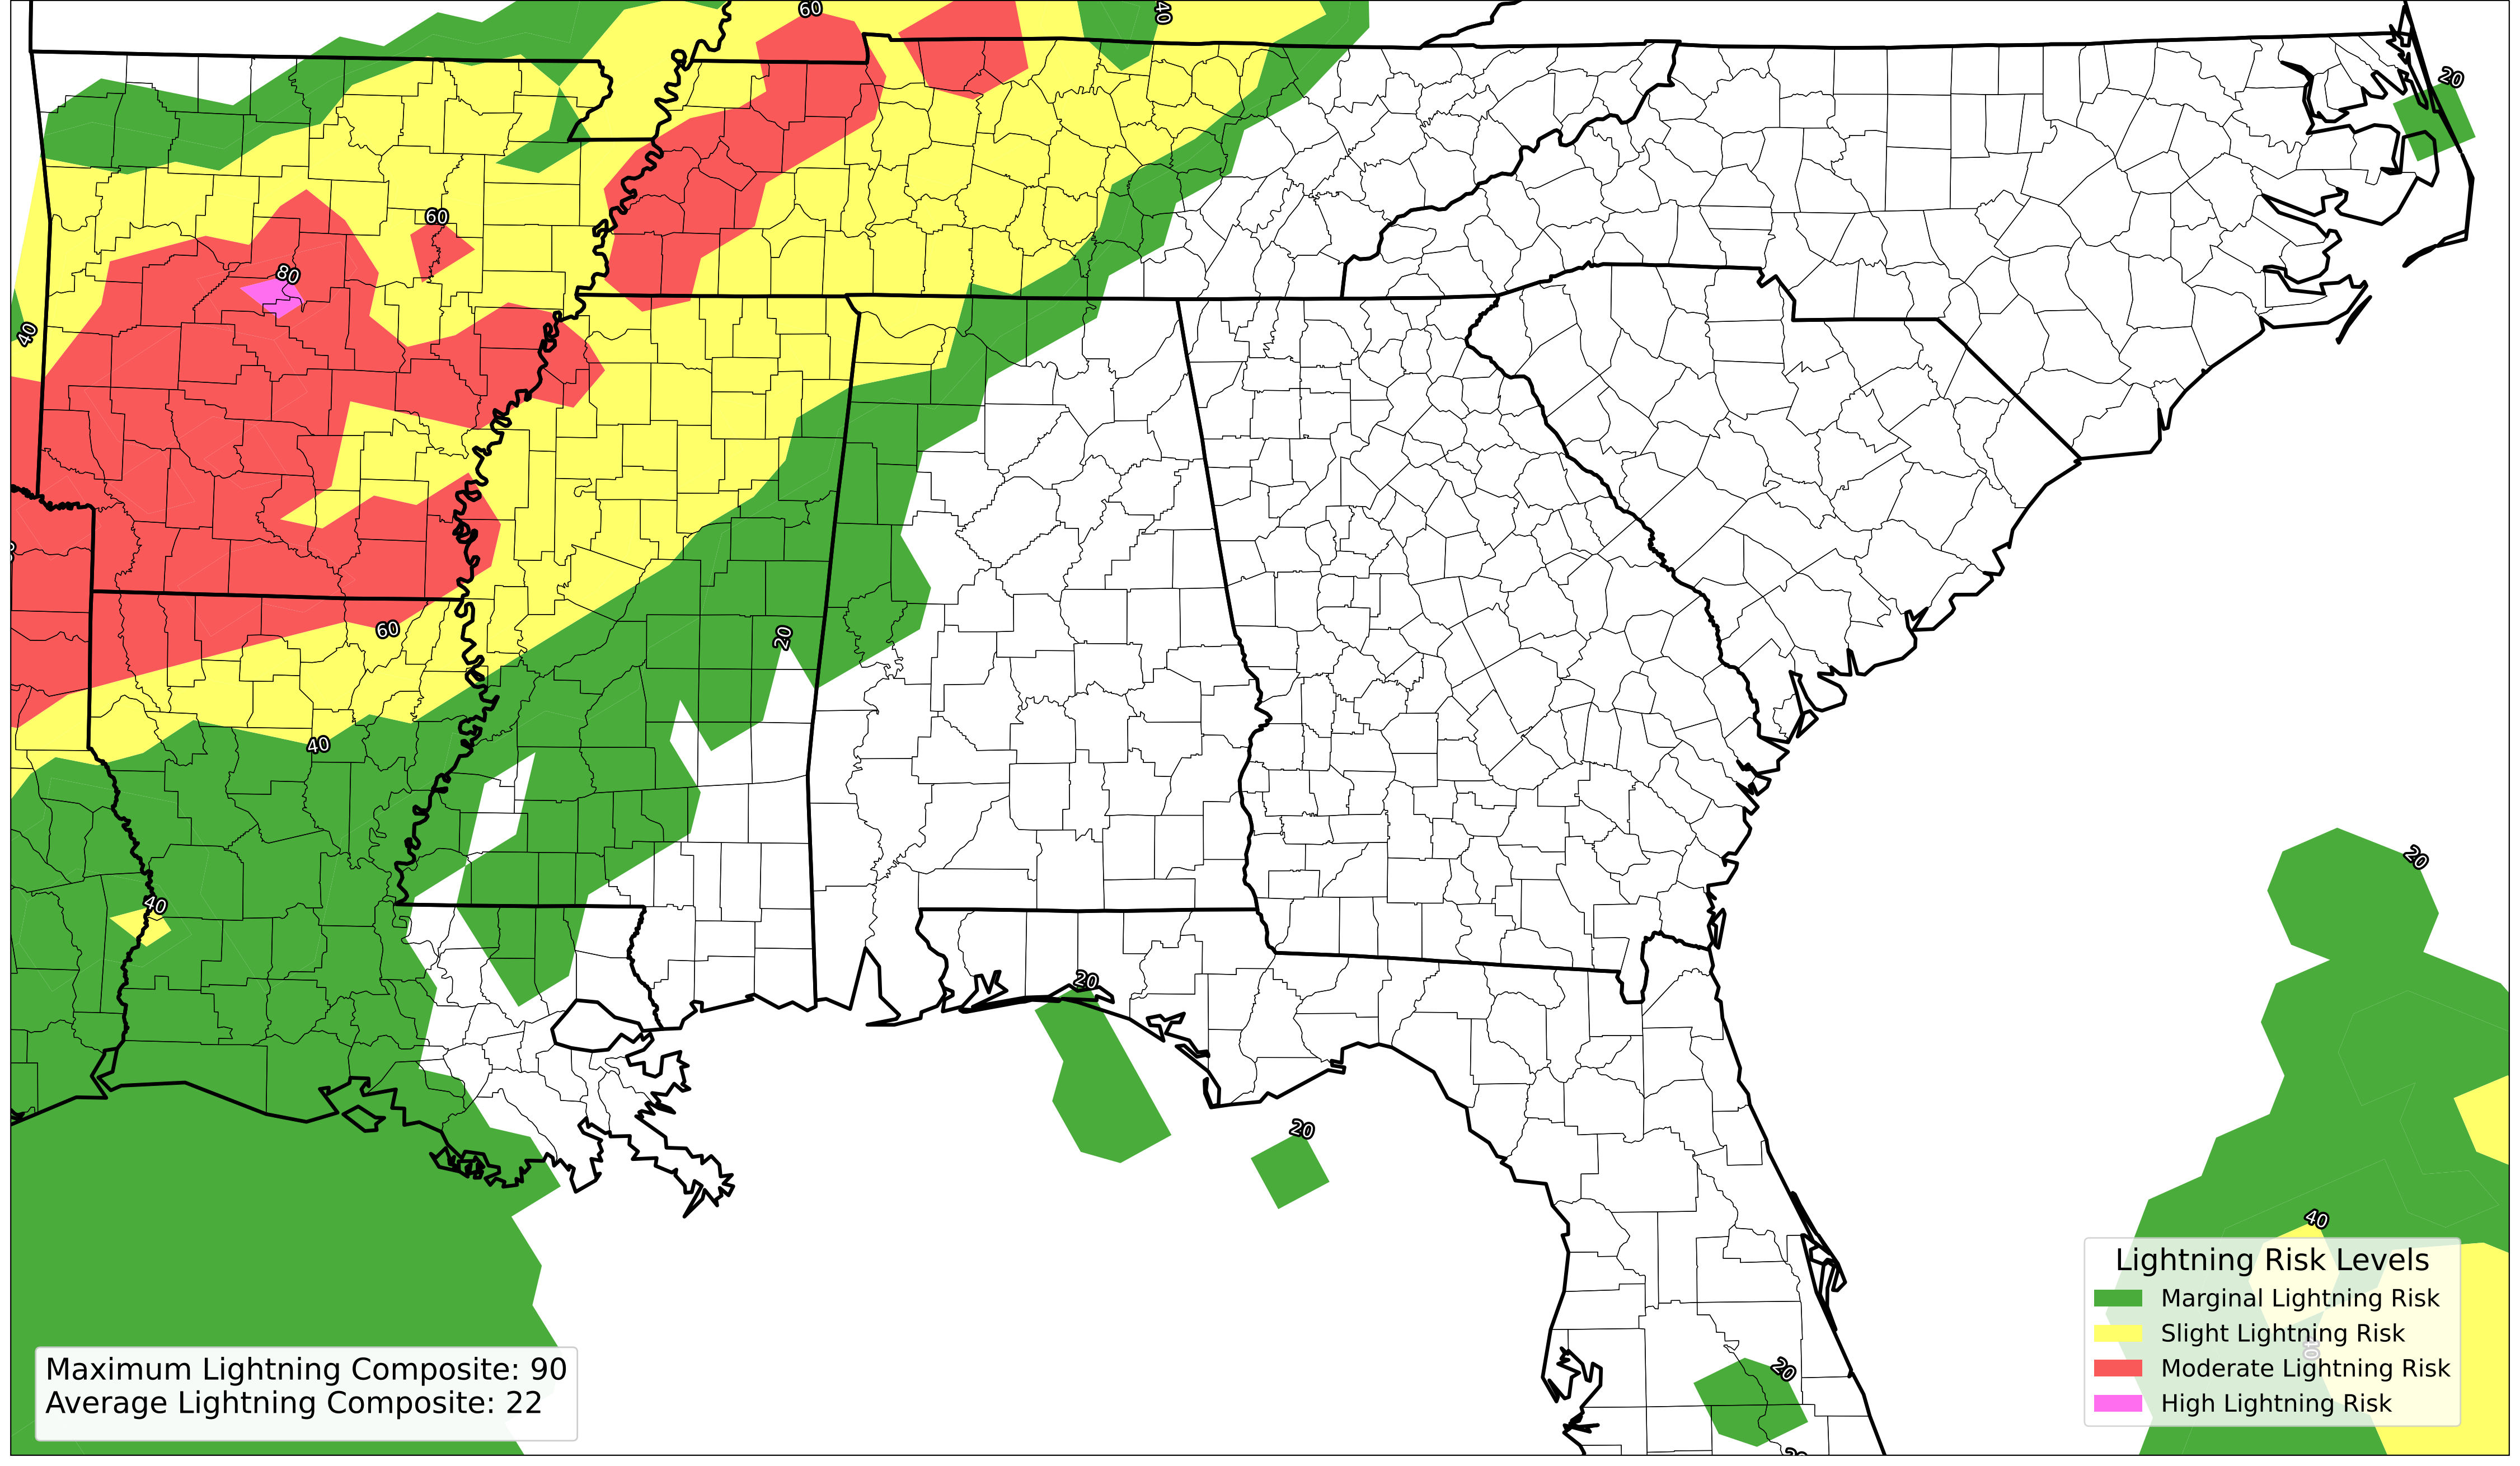 60
40
20
60
80
40
60
20
40
20
40
20
20
40
20
Maximum Lightning Composite: 90
Average Lightning Composite: 22
Lightning Risk Levels
Marginal Lightning Risk
Slight Lightning Risk
Moderate Lightning Risk
High Lightning Risk